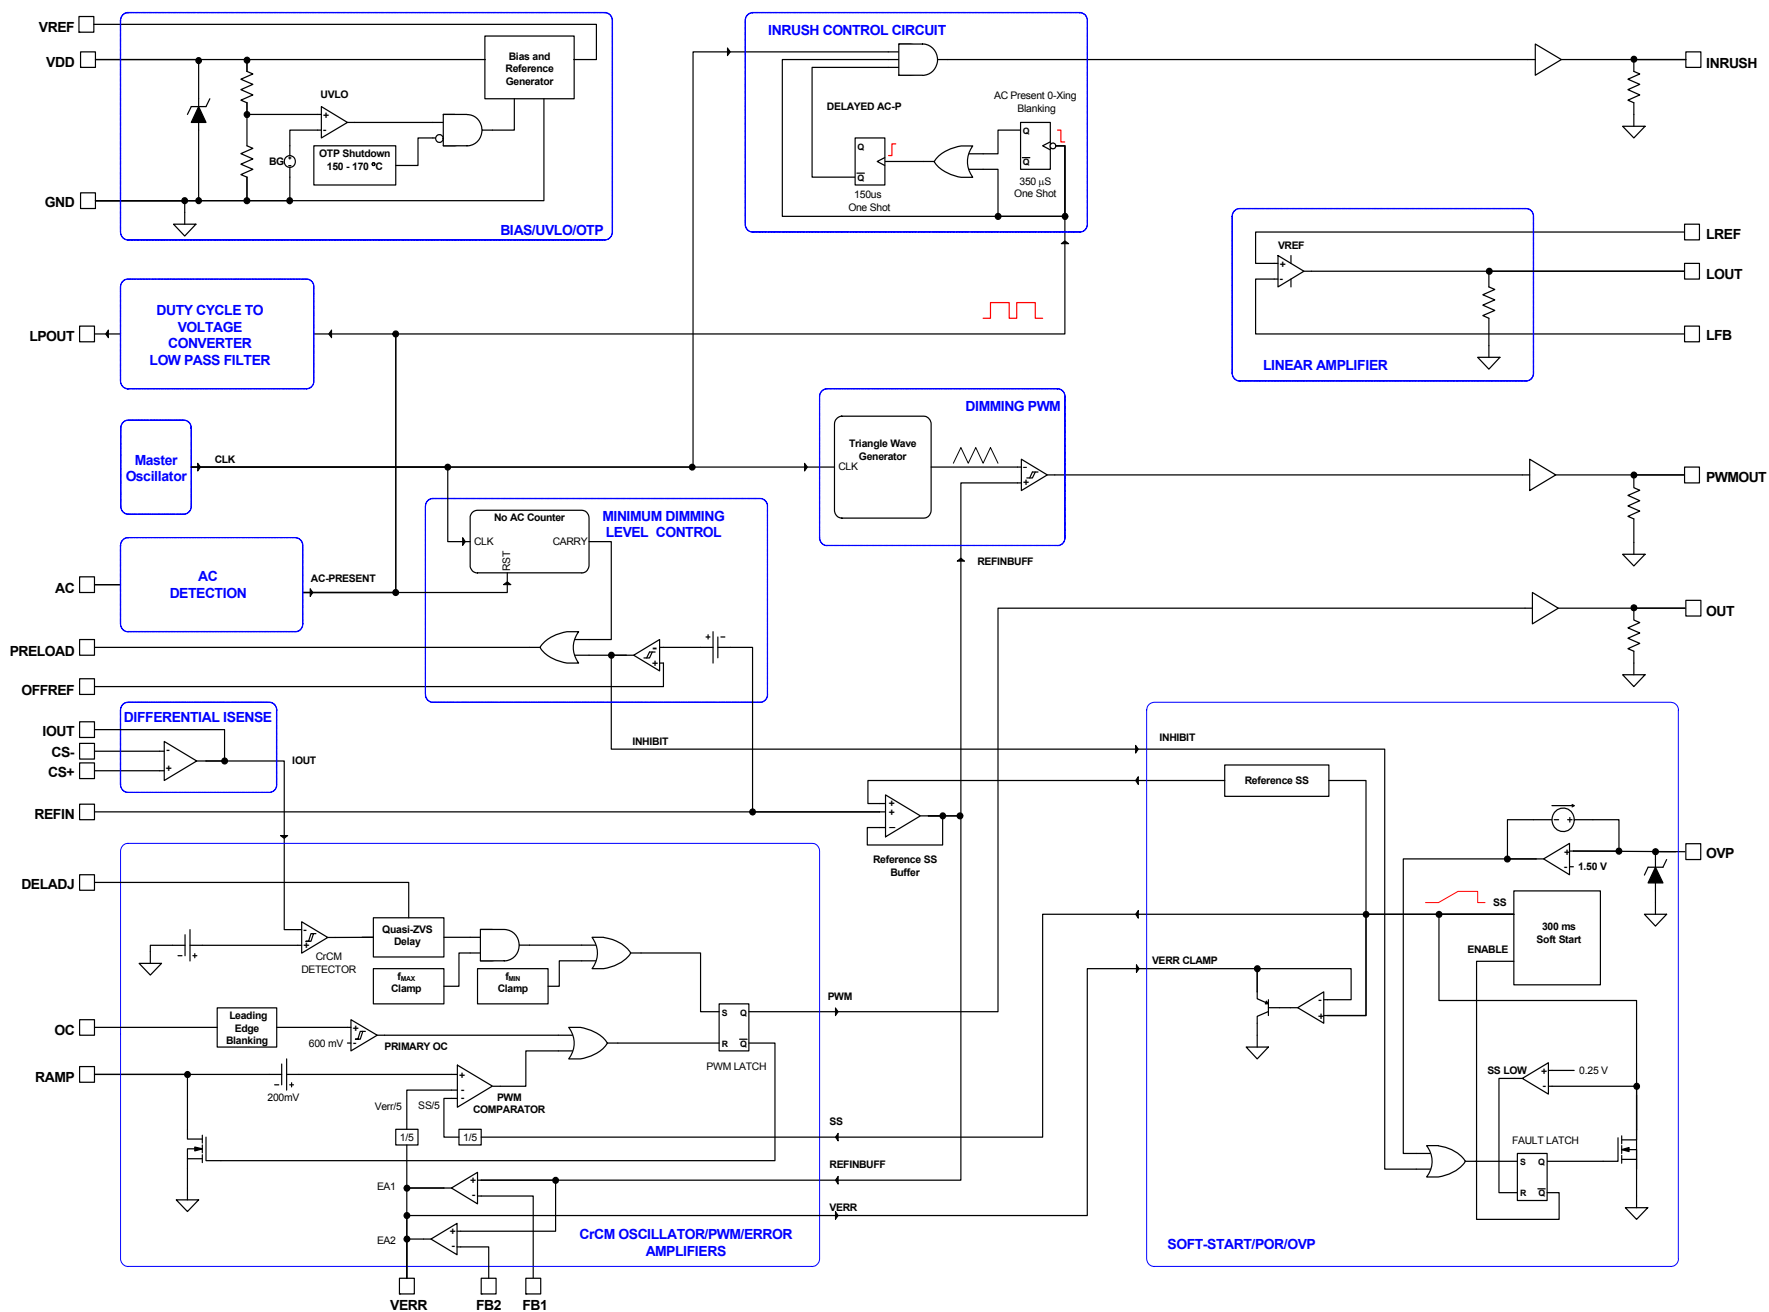 VREF
VDD
GND
Bias and
Reference
Generator
UVLO
+
-
BG
OTP Shutdown
150 - 170 ºC
BIAS/UVLO/OTP
INRUSH CONTROL CIRCUIT
DELAYED AC-P
AC Present 0-Xing
Blanking
Q
Q
150us
One Shot
Q
Q
350 µS
One Shot
INRUSH
VREF
+
-
LINEAR AMPLIFIER
LREF
LOUT
LFB
LPOUT
DUTY CYCLE TO
VOLTAGE
CONVERTER
LOW PASS FILTER
Master
Oscillator
CLK
DIMMING PWM
Triangle Wave
Generator
CLK
-
+
PWMOUT
REFINBUFF
MINIMUM DIMMING
LEVEL CONTROL
No AC Counter
CLK
CARRY
RST
AC
AC
DETECTION
AC-PRESENT
PRELOAD
OFFREF
-
+
+
-
OUT
DIFFERENTIAL ISENSE
IOUT
CS-
CS+
-
+
IOUT
REFIN
INHIBIT
INHIBIT
Reference SS
+
+
-
Reference SS
Buffer
- +
+
-
1.50 V
OVP
SS
300 ms
Soft Start
ENABLE
VERR CLAMP
-
+
SS LOW
+
-
0.25 V
FAULT LATCH
S Q
R Q
SOFT-START/POR/OVP
DELADJ
- +
-
+
CrCM
DETECTOR
Quasi-ZVS
Delay
fMAX
Clamp
fMIN
Clamp
OC
Leading
Edge
Blanking
+
600 mV -
PRIMARY OC
S Q
R Q
PWM LATCH
PWM
RAMP
- +
200mV
+
-
-
PWM
COMPARATOR
Verr/5
SS/5
1/5
1/5
SS
REFINBUFF
EA1
+
-
VERR
EA2
+
-
CrCM OSCILLATOR/PWM/ERROR
AMPLIFIERS
VERR
FB2
FB1